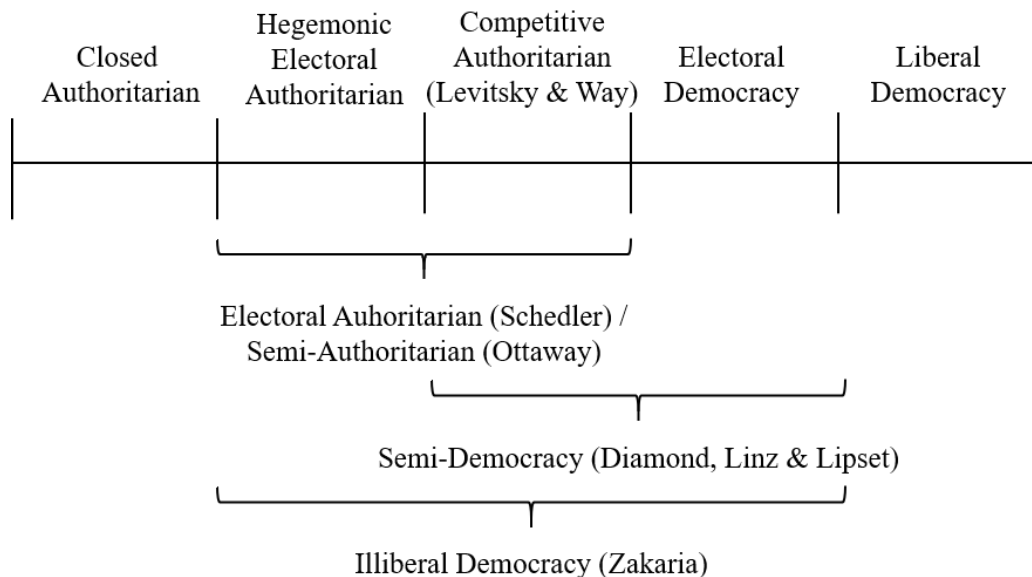 Closed
Authoritarian
Hegemonic
Electoral
Authoritarian
Competitive
Authoritarian
(Levitsky & Way)
Electoral
Democracy
Liberal
Democracy
Electoral Auhoritarian (Schedler) /
Semi-Authoritarian (Ottaway)
Semi-Democracy (Diamond, Linz & Lipset)
Illiberal Democracy (Zakaria)